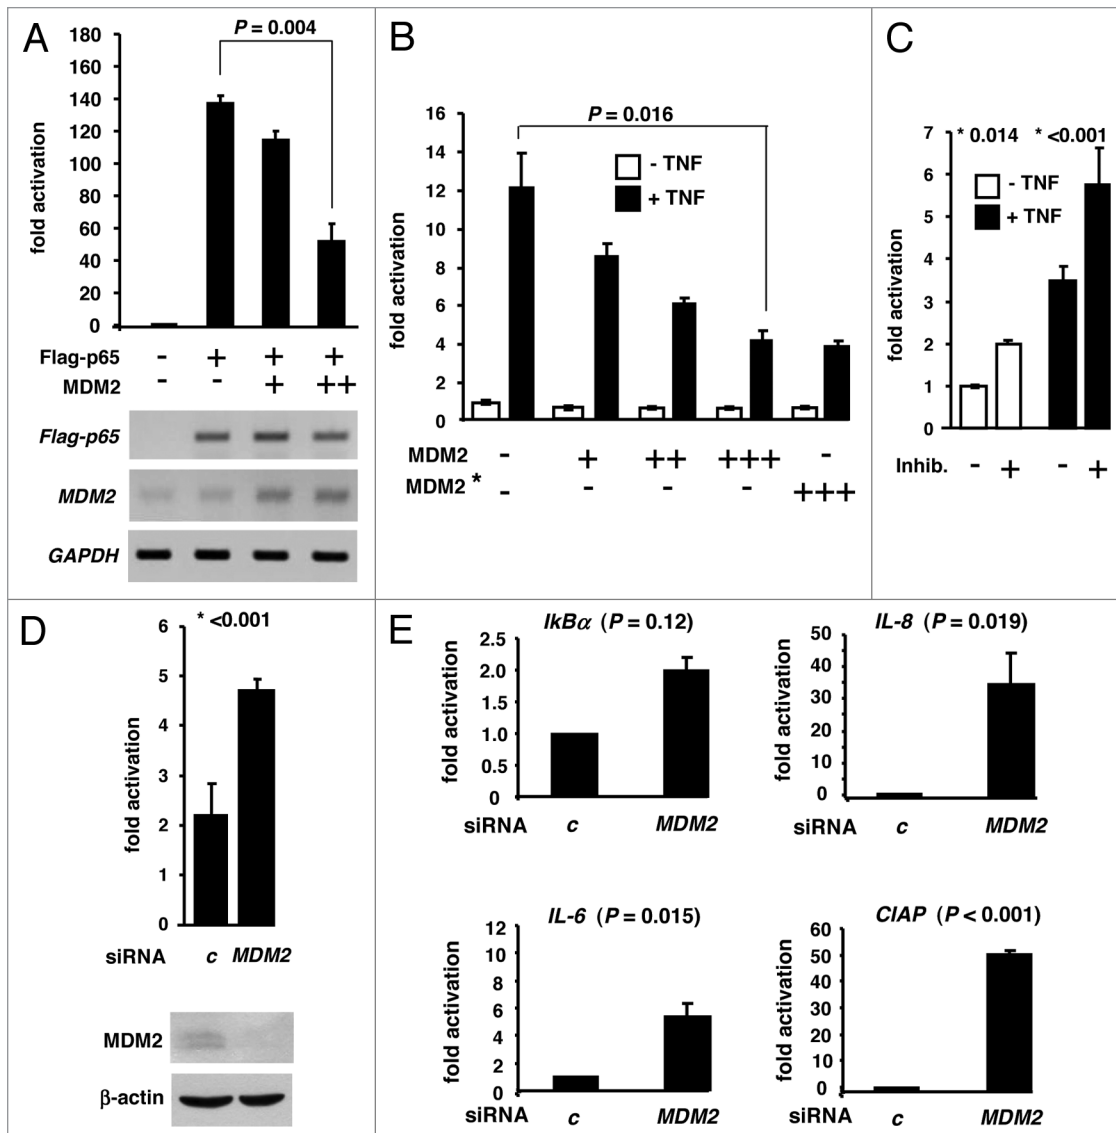 A
P = 0.004
180
160
140
120
100
80
60
40
20
0
fold activation
Flag-p65 - + + +
MDM2 - - + ++
Flag-p65
MDM2
GAPDH
B
P = 0.016
16
14
12
10
8
6
4
2
0
fold activation
- TNF
+ TNF
MDM2 - + ++ +++ -
MDM2 * - - - - +++
C
7
6
5
4
3
2
1
0
* 0.014 * <0.001
- TNF
+ TNF
fold activation
Inhib. - + - +
D
* <0.001
6
5
4
3
2
1
0
fold activation
siRNA c MDM2
MDM2
β-actin
E
IkBα (P = 0.12)
2.5
2.0
1.5
1.0
0.5
0
fold activation
siRNA c MDM2
IL-8 (P = 0.019)
50
40
30
20
10
0
fold activation
siRNA c MDM2
IL-6 (P = 0.015)
12
10
8
6
4
2
0
fold activation
siRNA c MDM2
CIAP (P < 0.001)
60
50
40
30
20
10
0
fold activation
siRNA c MDM2